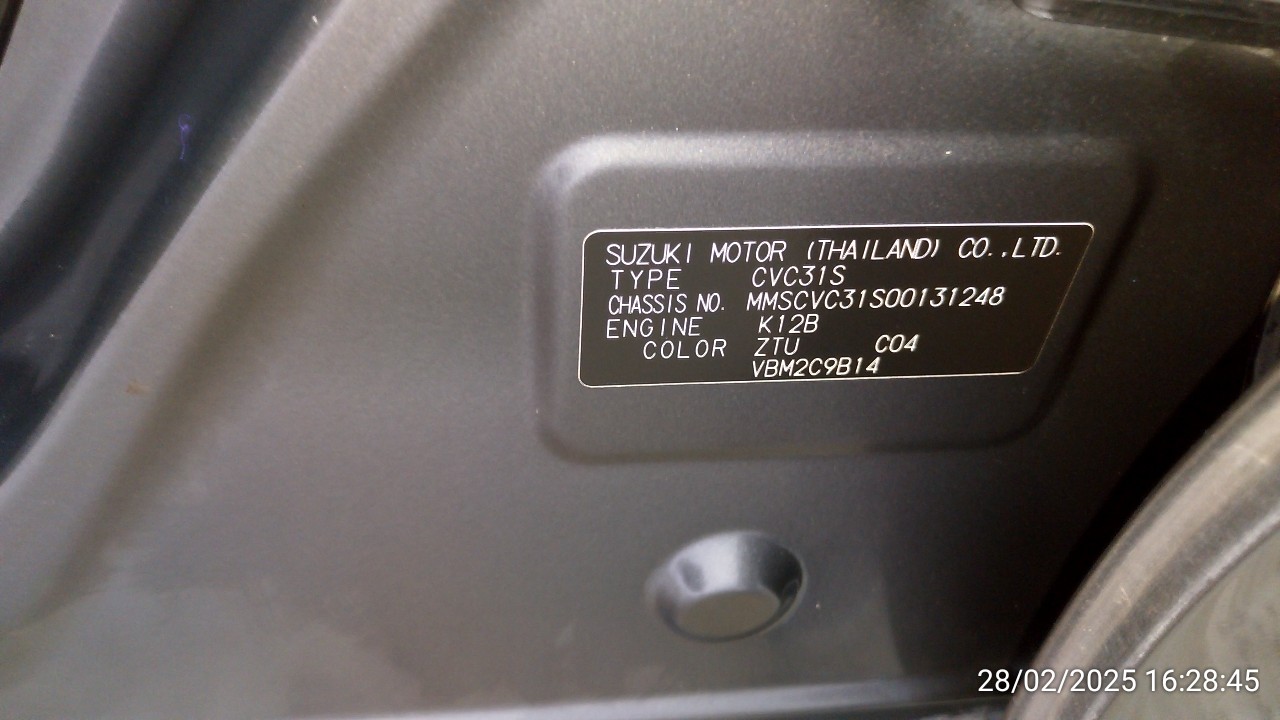 SUZUKI MOTOR (THAILAND) CO.,LTD.
TYPE CVC31S
CHASSIS NO. MMSCVC31S00131248
ENGINE K12B
COLOR ZTU C04
VBM2C9B14
28/02/2025 16:28:45